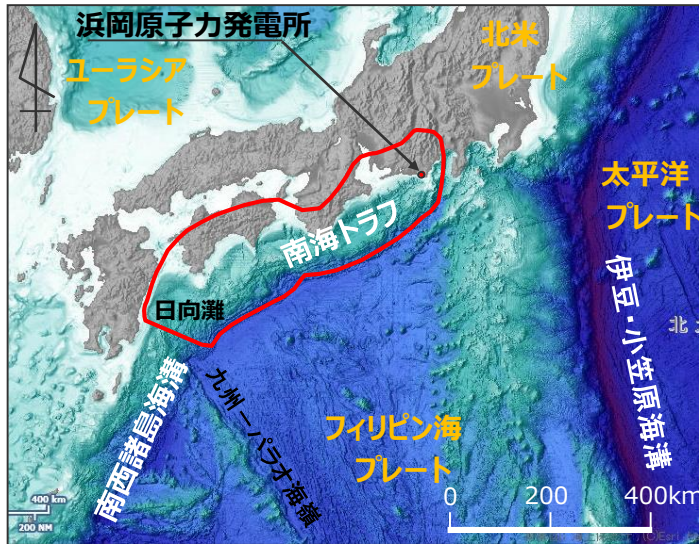 浜岡原子力発電所
北米
プレート
ユーラシア
プレート
太平洋
プレート
南海トラフ
日向灘
伊豆・小笠原海溝
北
南西諸島海溝
九州－パラオ海嶺
フィリピン海
プレート
0 200 400km
400 km
200 NM